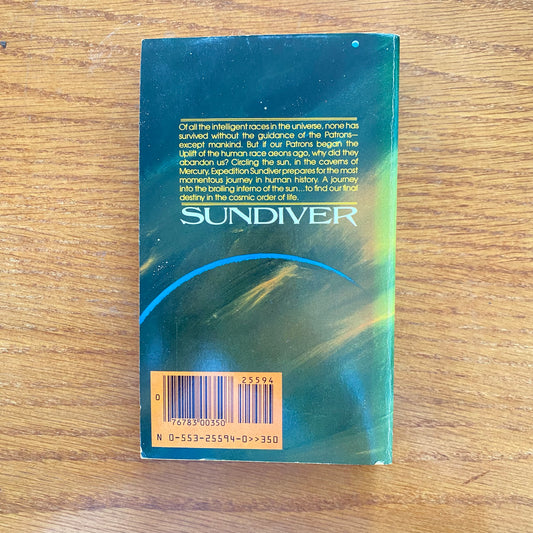 Of all the intelligent races in the universe, none has
survived without the guidance of the Patrons—
except mankind. But if our Patrons began the
Uplift of the human race aeons ago, why did they
abandon us? Circling the sun, in the caverns of
Mercury, Expedition Sundiver prepares for the most
momentous journey in human history. A journey
into the broiling inferno of the sun...to find our final
destiny in the cosmic order of life.
SUNDIVER
25594
0
76783 00350
N 0-553-25594-0>>350